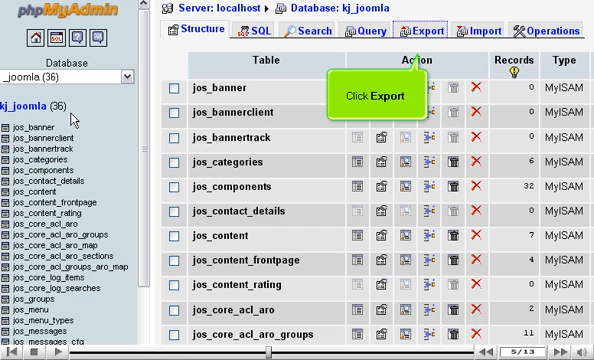 phpMyAdmin
Database
_joomla (36)
kj_joomla (36)
jos_banner
jos_bannerclient
jos_bannertrack
jos_categories
jos_components
jos_contact_details
jos_content
jos_content_frontpage
jos_content_rating
jos_core_acl_aro
jos_core_acl_aro_groups
jos_core_acl_aro_map
jos_core_acl_aro_sections
jos_core_acl_groups_aro_map
jos_core_log_items
jos_core_log_searches
jos_groups
jos_menu
jos_menu_types
jos_messages
jos_messages_cfg
Server: localhost Database: kj_joomla
Structure SQL Search Query Export Import Operations
Table Action Records Type
Click Export
jos_banner 0 MyISAM
jos_bannerclient 0 MyISAM
jos_bannertrack 0 MyISAM
jos_categories 6 MyISAM
jos_components 32 MyISAM
jos_contact_details 0 MyISAM
jos_content 7 MyISAM
jos_content_frontpage 4 MyISAM
jos_content_rating 0 MyISAM
jos_core_acl_aro 2 MyISAM
jos_core_acl_aro_groups 11 MyISAM
5/13